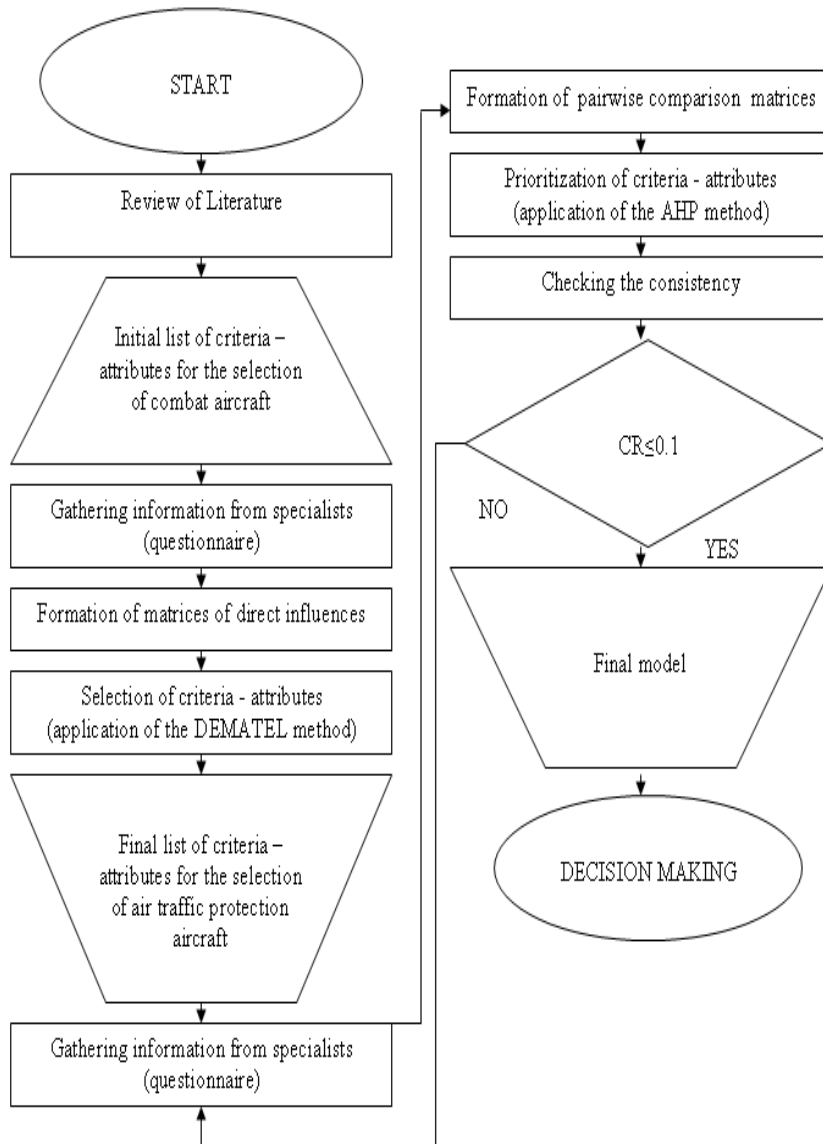 START
Review of Literature
Initial list of criteria –
attributes for the selection
of combat aircraft
Gathering information from specialists
(questionnaire)
Formation of matrices of direct influences
Selection of criteria - attributes
(application of the DEMATEL method)
Final list of criteria –
attributes for the selection
of air traffic protection
aircraft
Gathering information from specialists
(questionnaire)
Formation of pairwise comparison matrices
Prioritization of criteria - attributes
(application of the AHP method)
Checking the consistency
CR≤0.1
NO
YES
Final model
DECISION MAKING